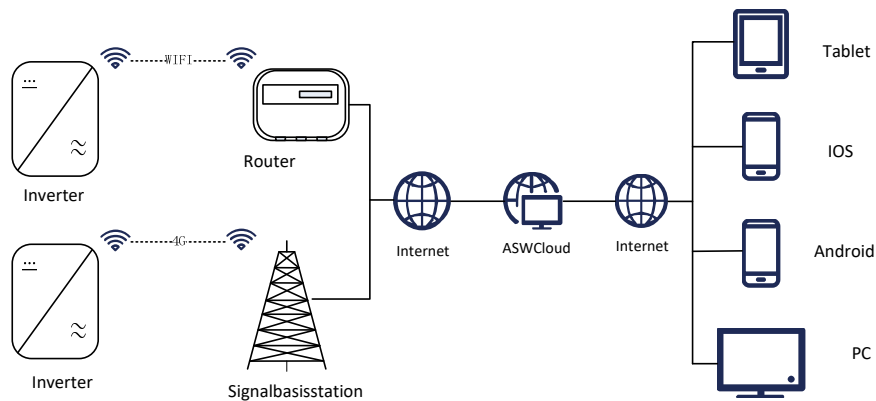 WIFI
Tablet
Router
IOS
Inverter
4G
Internet
ASWCloud
Internet
Android
Inverter
Signalbasisstation
PC